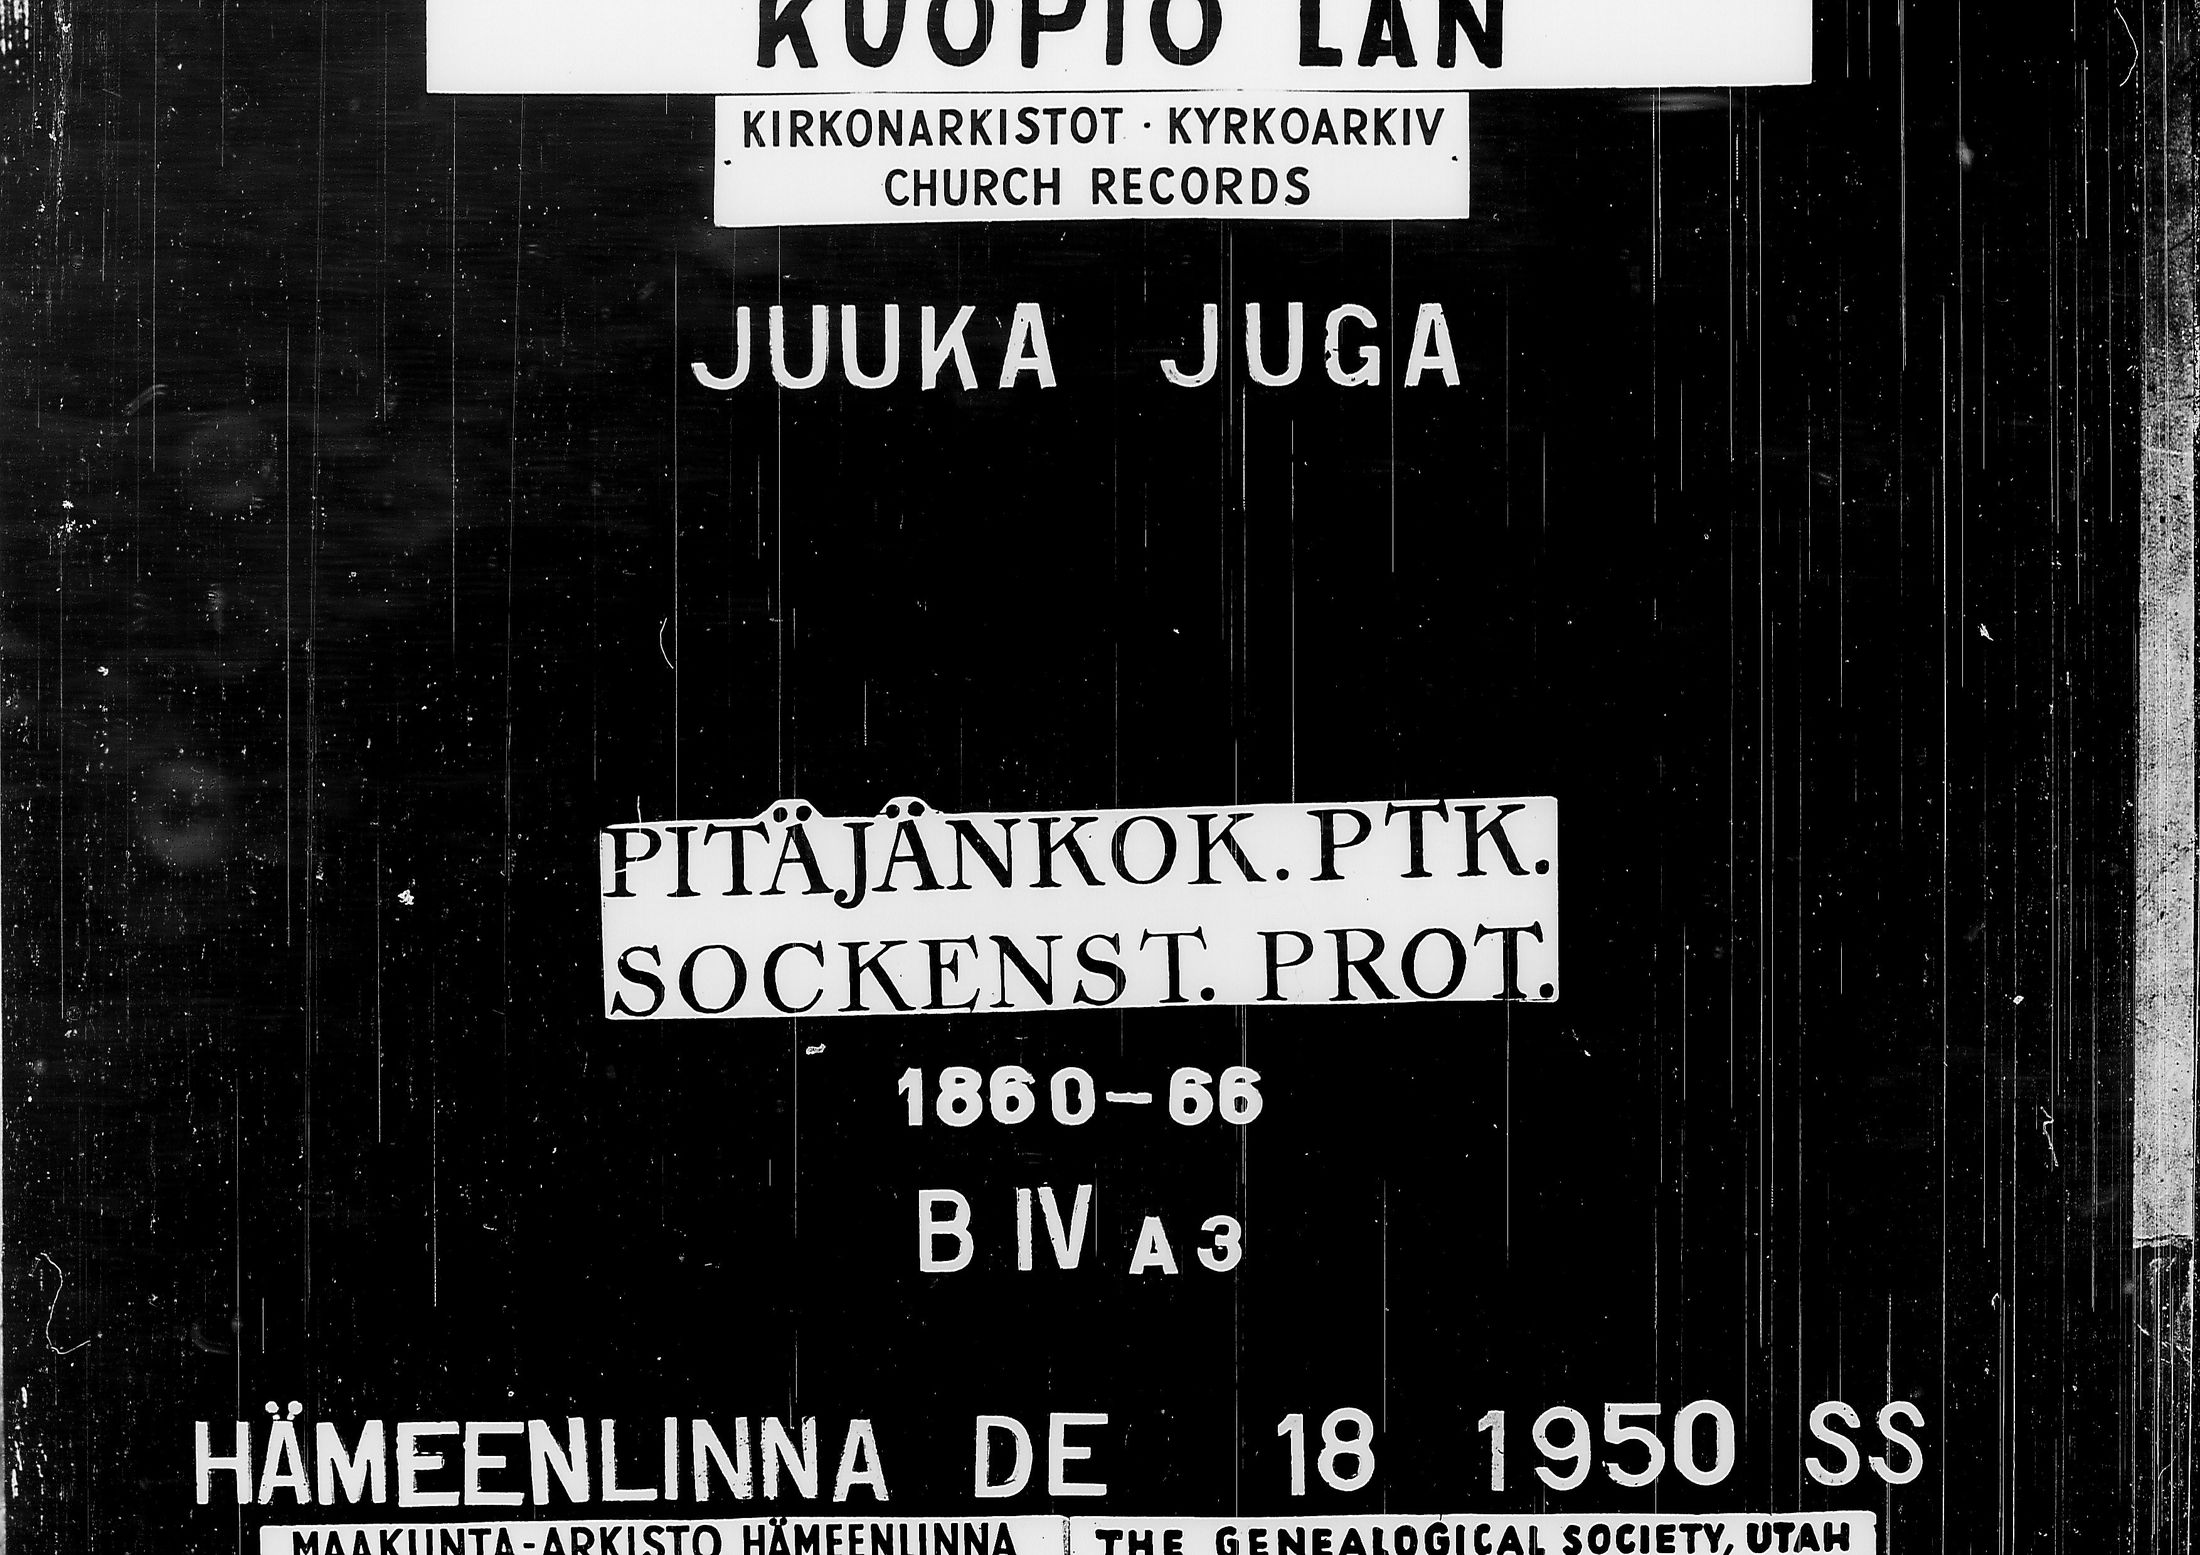 KUOPIO LÄN
KIRKONARKISTOT · KYRKOARKIV
CHURCH RECORDS
JUUKA JUGA
PITÄJÄNKOK. PTK.
SOCKENST. PROT.
1860-66
B IV A 3
HÄMEENLINNA DE 18 1950 SS
MAAKUNTA-ARKISTO HÄMEENLINNA THE GENEALOGICAL SOCIETY, UTAH